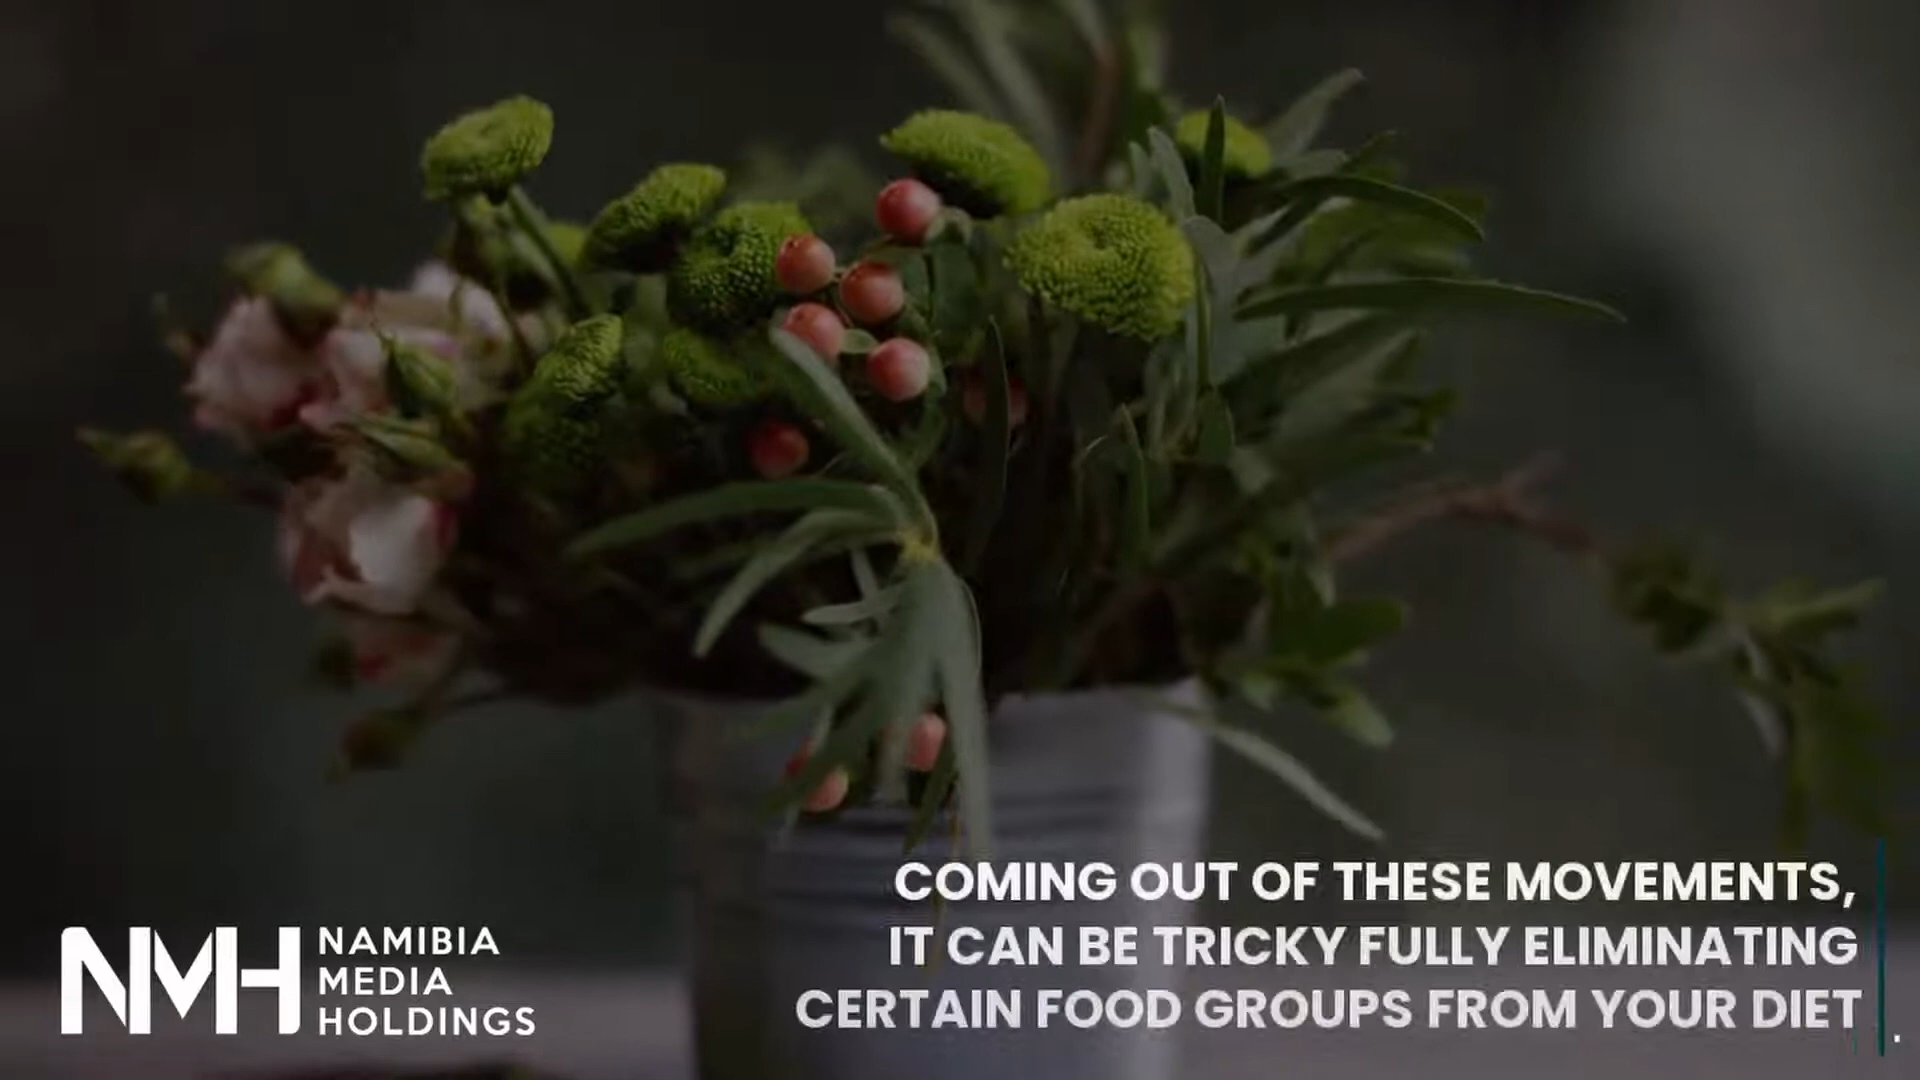 COMING OUT OF THESE MOVEMENTS,
IT CAN BE TRICKY FULLY ELIMINATING
CERTAIN FOOD GROUPS FROM YOUR DIET
.
NMH
NAMIBIA
MEDIA
HOLDINGS